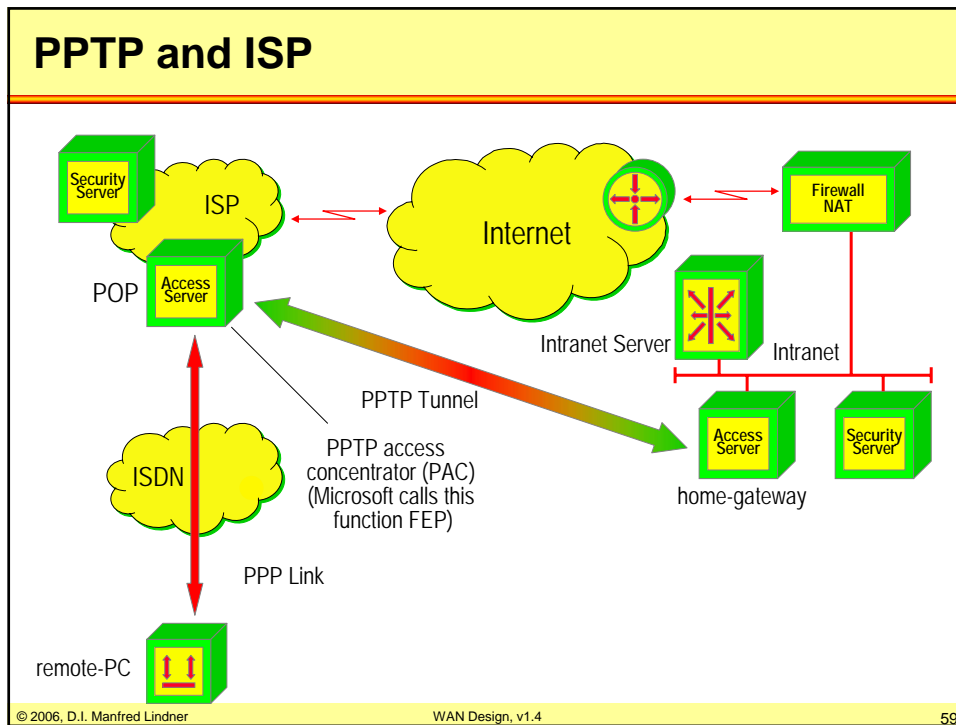 PPTP and ISP
Security
Server
ISP
Internet
Firewall
NAT
POP
Access
Server
Intranet Server
Intranet
PPTP Tunnel
PPTP access
concentrator (PAC)
(Microsoft calls this
function FEP)
ISDN
Access
Server
Security
Server
home-gateway
PPP Link
remote-PC
© 2006, D.I. Manfred Lindner
WAN Design, v1.4
59